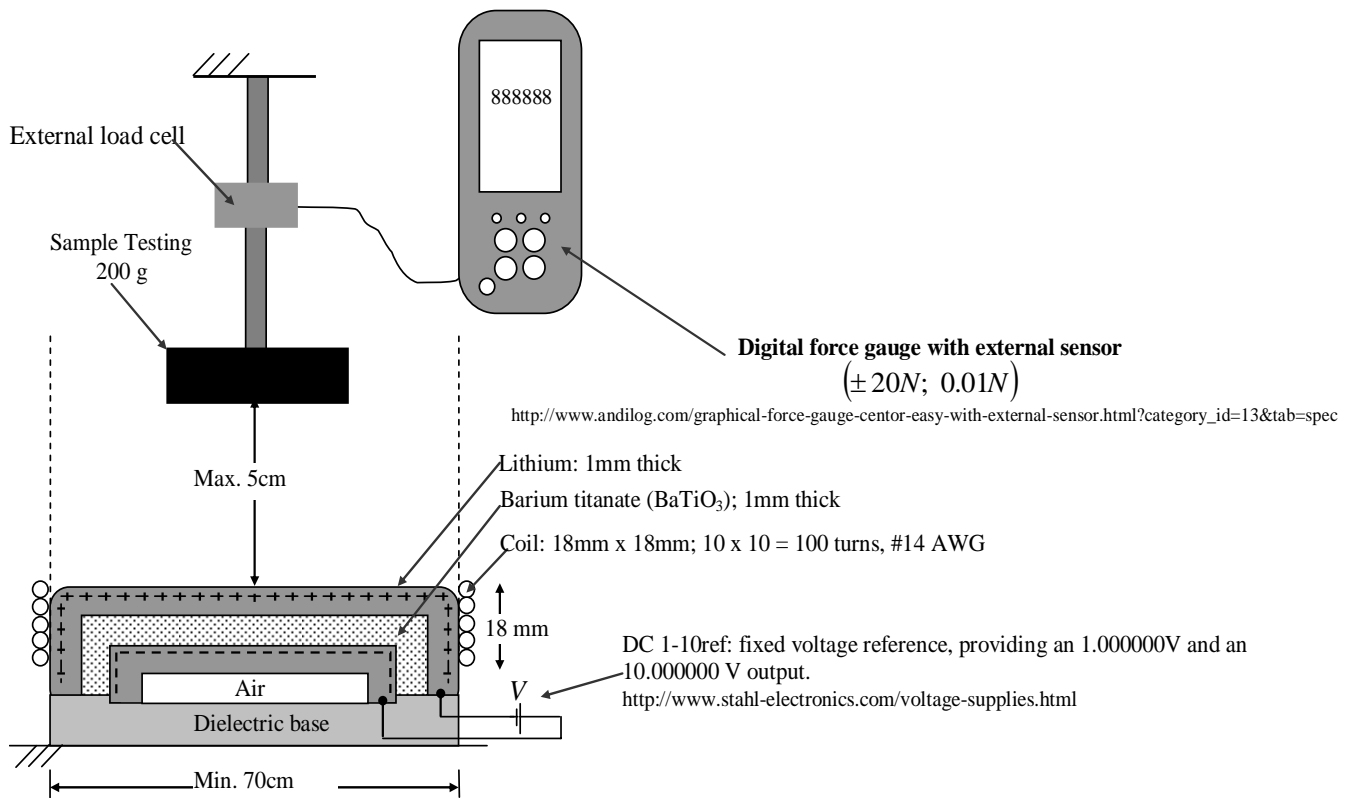 888888
External load cell
Sample Testing
200 g
Digital force gauge with external sensor
(± 20N; 0.01N)
http://www.andilog.com/graphical-force-gauge-centor-easy-with-external-sensor.html?category_id=13&tab=spec
Max. 5cm
Lithium: 1mm thick
Barium titanate (BaTiO₃); 1mm thick
Coil: 18mm x 18mm; 10 x 10 = 100 turns, #14 AWG
18 mm
DC 1-10ref: fixed voltage reference, providing an 1.000000V and an
10.000000 V output.
http://www.stahl-electronics.com/voltage-supplies.html
V
Air
Dielectric base
Min. 70cm